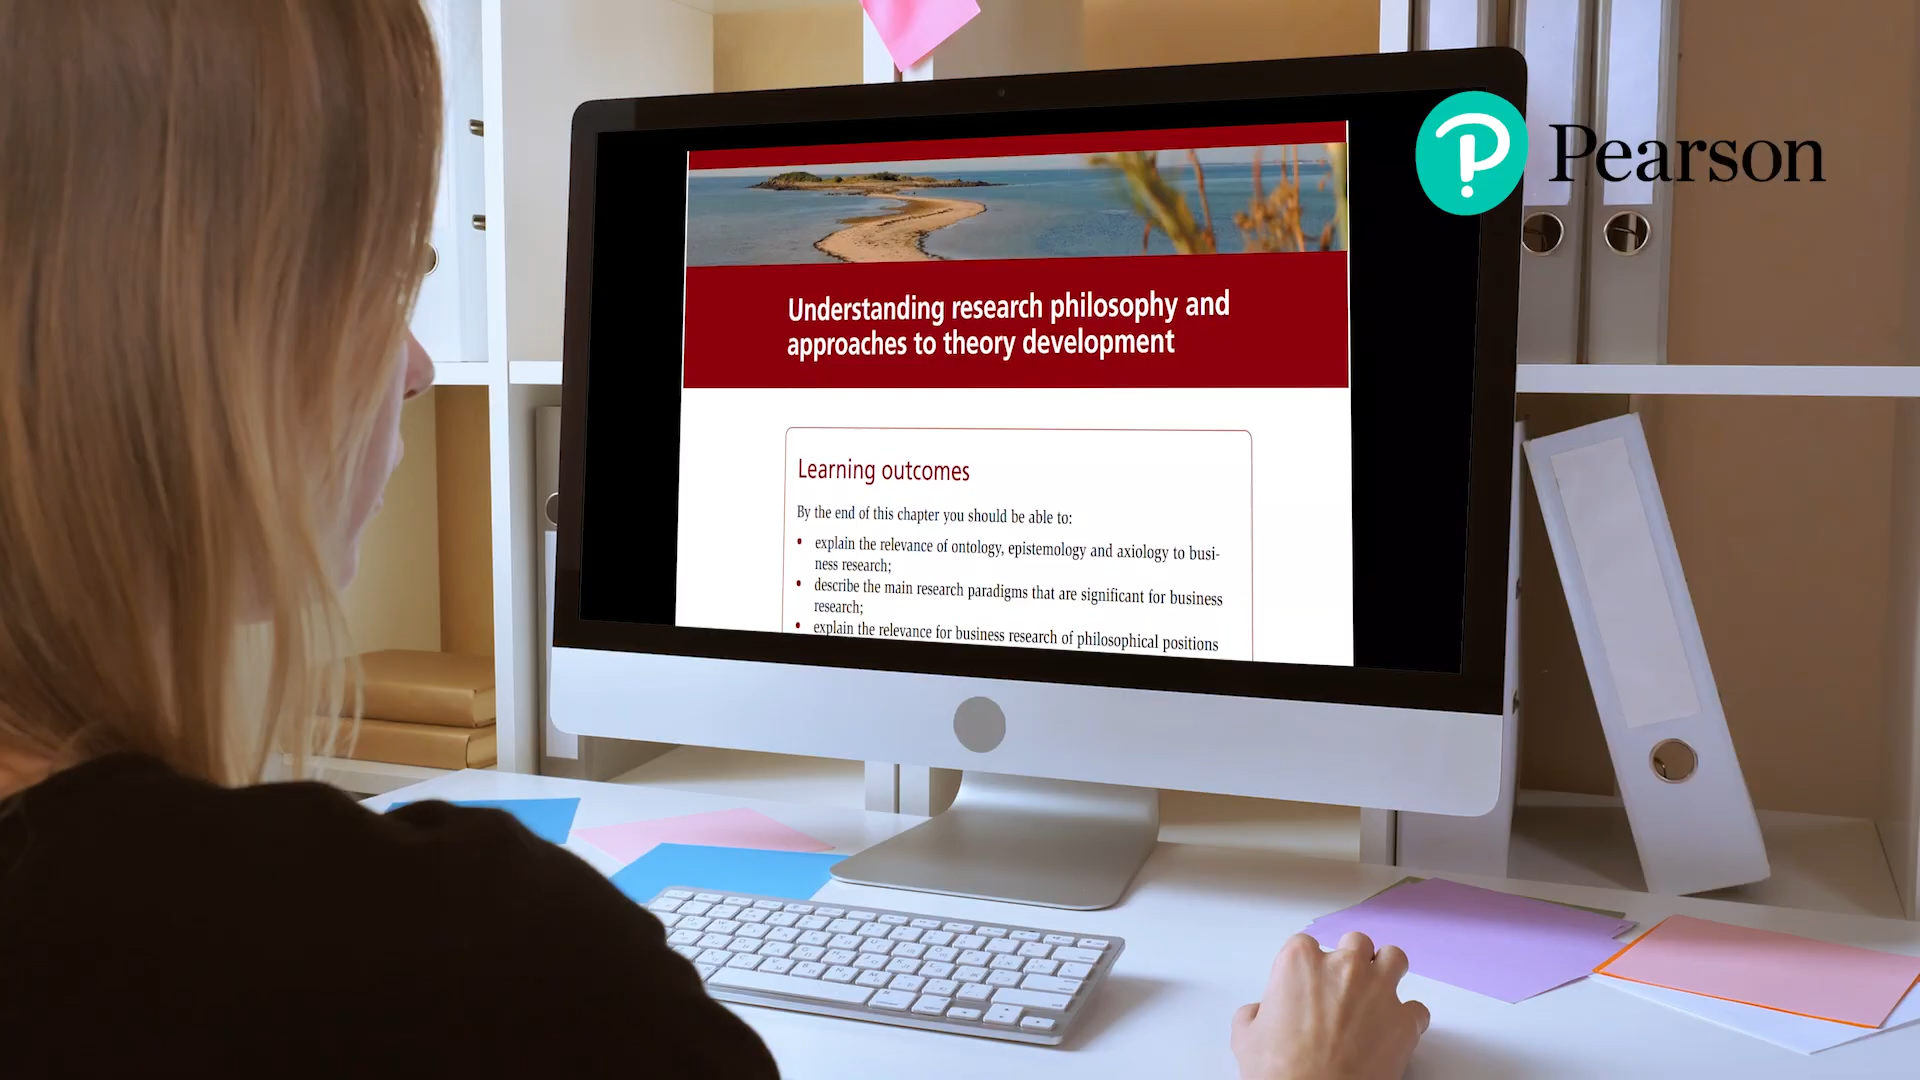 Pearson
Understanding research philosophy and
approaches to theory development
Learning outcomes
By the end of this chapter you should be able to:
• explain the relevance of ontology, epistemology and axiology to busi-
ness research;
• describe the main research paradigms that are significant for business
research;
• explain the relevance for business research of philosophical positions